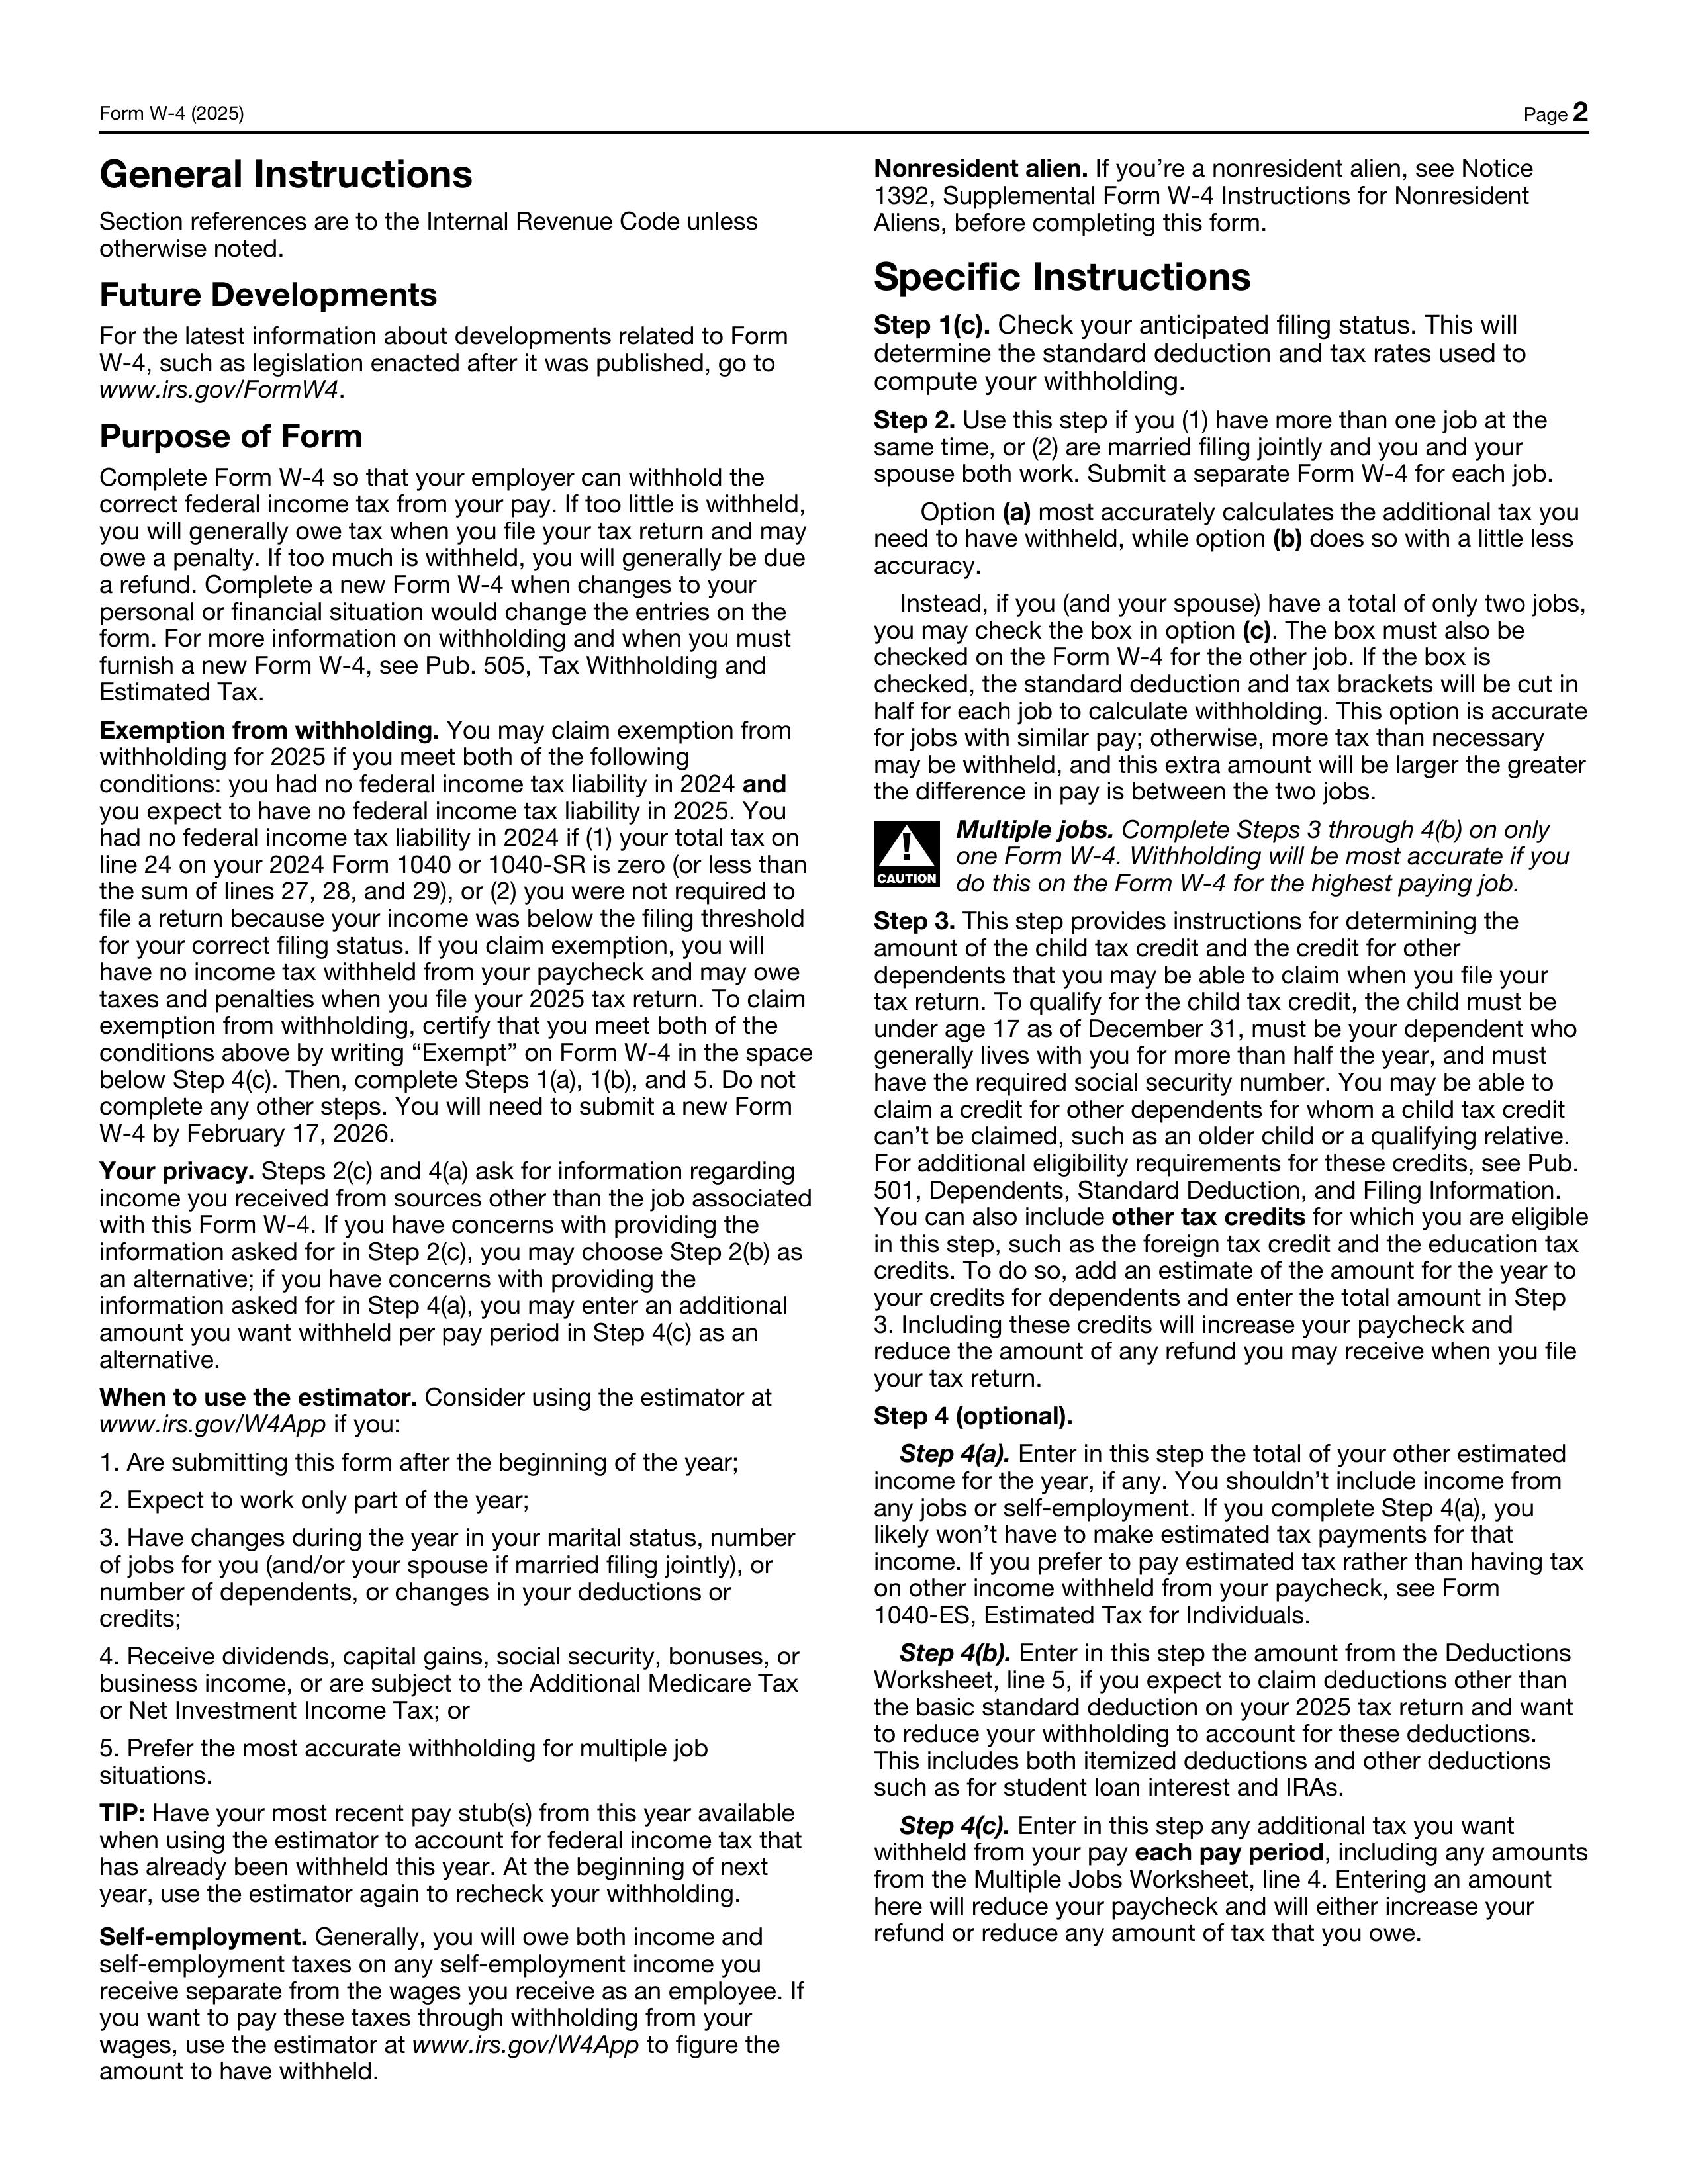 Form W-4 (2025)
Page 2
General Instructions
Section references are to the Internal Revenue Code unless
otherwise noted.
Future Developments
For the latest information about developments related to Form
W-4, such as legislation enacted after it was published, go to
www.irs.gov/FormW4.
Purpose of Form
Complete Form W-4 so that your employer can withhold the
correct federal income tax from your pay. If too little is withheld,
you will generally owe tax when you file your tax return and may
owe a penalty. If too much is withheld, you will generally be due
a refund. Complete a new Form W-4 when changes to your
personal or financial situation would change the entries on the
form. For more information on withholding and when you must
furnish a new Form W-4, see Pub. 505, Tax Withholding and
Estimated Tax.
Exemption from withholding. You may claim exemption from
withholding for 2025 if you meet both of the following
conditions: you had no federal income tax liability in 2024 and
you expect to have no federal income tax liability in 2025. You
had no federal income tax liability in 2024 if (1) your total tax on
line 24 on your 2024 Form 1040 or 1040-SR is zero (or less than
the sum of lines 27, 28, and 29), or (2) you were not required to
file a return because your income was below the filing threshold
for your correct filing status. If you claim exemption, you will
have no income tax withheld from your paycheck and may owe
taxes and penalties when you file your 2025 tax return. To claim
exemption from withholding, certify that you meet both of the
conditions above by writing “Exempt” on Form W-4 in the space
below Step 4(c). Then, complete Steps 1(a), 1(b), and 5. Do not
complete any other steps. You will need to submit a new Form
W-4 by February 17, 2026.
Your privacy. Steps 2(c) and 4(a) ask for information regarding
income you received from sources other than the job associated
with this Form W-4. If you have concerns with providing the
information asked for in Step 2(c), you may choose Step 2(b) as
an alternative; if you have concerns with providing the
information asked for in Step 4(a), you may enter an additional
amount you want withheld per pay period in Step 4(c) as an
alternative.
When to use the estimator. Consider using the estimator at
www.irs.gov/W4App if you:
1. Are submitting this form after the beginning of the year;
2. Expect to work only part of the year;
3. Have changes during the year in your marital status, number
of jobs for you (and/or your spouse if married filing jointly), or
number of dependents, or changes in your deductions or
credits;
4. Receive dividends, capital gains, social security, bonuses, or
business income, or are subject to the Additional Medicare Tax
or Net Investment Income Tax; or
5. Prefer the most accurate withholding for multiple job
situations.
TIP: Have your most recent pay stub(s) from this year available
when using the estimator to account for federal income tax that
has already been withheld this year. At the beginning of next
year, use the estimator again to recheck your withholding.
Self-employment. Generally, you will owe both income and
self-employment taxes on any self-employment income you
receive separate from the wages you receive as an employee. If
you want to pay these taxes through withholding from your
wages, use the estimator at www.irs.gov/W4App to figure the
amount to have withheld.
Nonresident alien. If you’re a nonresident alien, see Notice
1392, Supplemental Form W-4 Instructions for Nonresident
Aliens, before completing this form.
Specific Instructions
Step 1(c). Check your anticipated filing status. This will
determine the standard deduction and tax rates used to
compute your withholding.
Step 2. Use this step if you (1) have more than one job at the
same time, or (2) are married filing jointly and you and your
spouse both work. Submit a separate Form W-4 for each job.
Option (a) most accurately calculates the additional tax you
need to have withheld, while option (b) does so with a little less
accuracy.
Instead, if you (and your spouse) have a total of only two jobs,
you may check the box in option (c). The box must also be
checked on the Form W-4 for the other job. If the box is
checked, the standard deduction and tax brackets will be cut in
half for each job to calculate withholding. This option is accurate
for jobs with similar pay; otherwise, more tax than necessary
may be withheld, and this extra amount will be larger the greater
the difference in pay is between the two jobs.
! CAUTION
Multiple jobs. Complete Steps 3 through 4(b) on only
one Form W-4. Withholding will be most accurate if you
do this on the Form W-4 for the highest paying job.
Step 3. This step provides instructions for determining the
amount of the child tax credit and the credit for other
dependents that you may be able to claim when you file your
tax return. To qualify for the child tax credit, the child must be
under age 17 as of December 31, must be your dependent who
generally lives with you for more than half the year, and must
have the required social security number. You may be able to
claim a credit for other dependents for whom a child tax credit
can’t be claimed, such as an older child or a qualifying relative.
For additional eligibility requirements for these credits, see Pub.
501, Dependents, Standard Deduction, and Filing Information.
You can also include other tax credits for which you are eligible
in this step, such as the foreign tax credit and the education tax
credits. To do so, add an estimate of the amount for the year to
your credits for dependents and enter the total amount in Step
3. Including these credits will increase your paycheck and
reduce the amount of any refund you may receive when you file
your tax return.
Step 4 (optional).
Step 4(a). Enter in this step the total of your other estimated
income for the year, if any. You shouldn’t include income from
any jobs or self-employment. If you complete Step 4(a), you
likely won’t have to make estimated tax payments for that
income. If you prefer to pay estimated tax rather than having tax
on other income withheld from your paycheck, see Form
1040-ES, Estimated Tax for Individuals.
Step 4(b). Enter in this step the amount from the Deductions
Worksheet, line 5, if you expect to claim deductions other than
the basic standard deduction on your 2025 tax return and want
to reduce your withholding to account for these deductions.
This includes both itemized deductions and other deductions
such as for student loan interest and IRAs.
Step 4(c). Enter in this step any additional tax you want
withheld from your pay each pay period, including any amounts
from the Multiple Jobs Worksheet, line 4. Entering an amount
here will reduce your paycheck and will either increase your
refund or reduce any amount of tax that you owe.